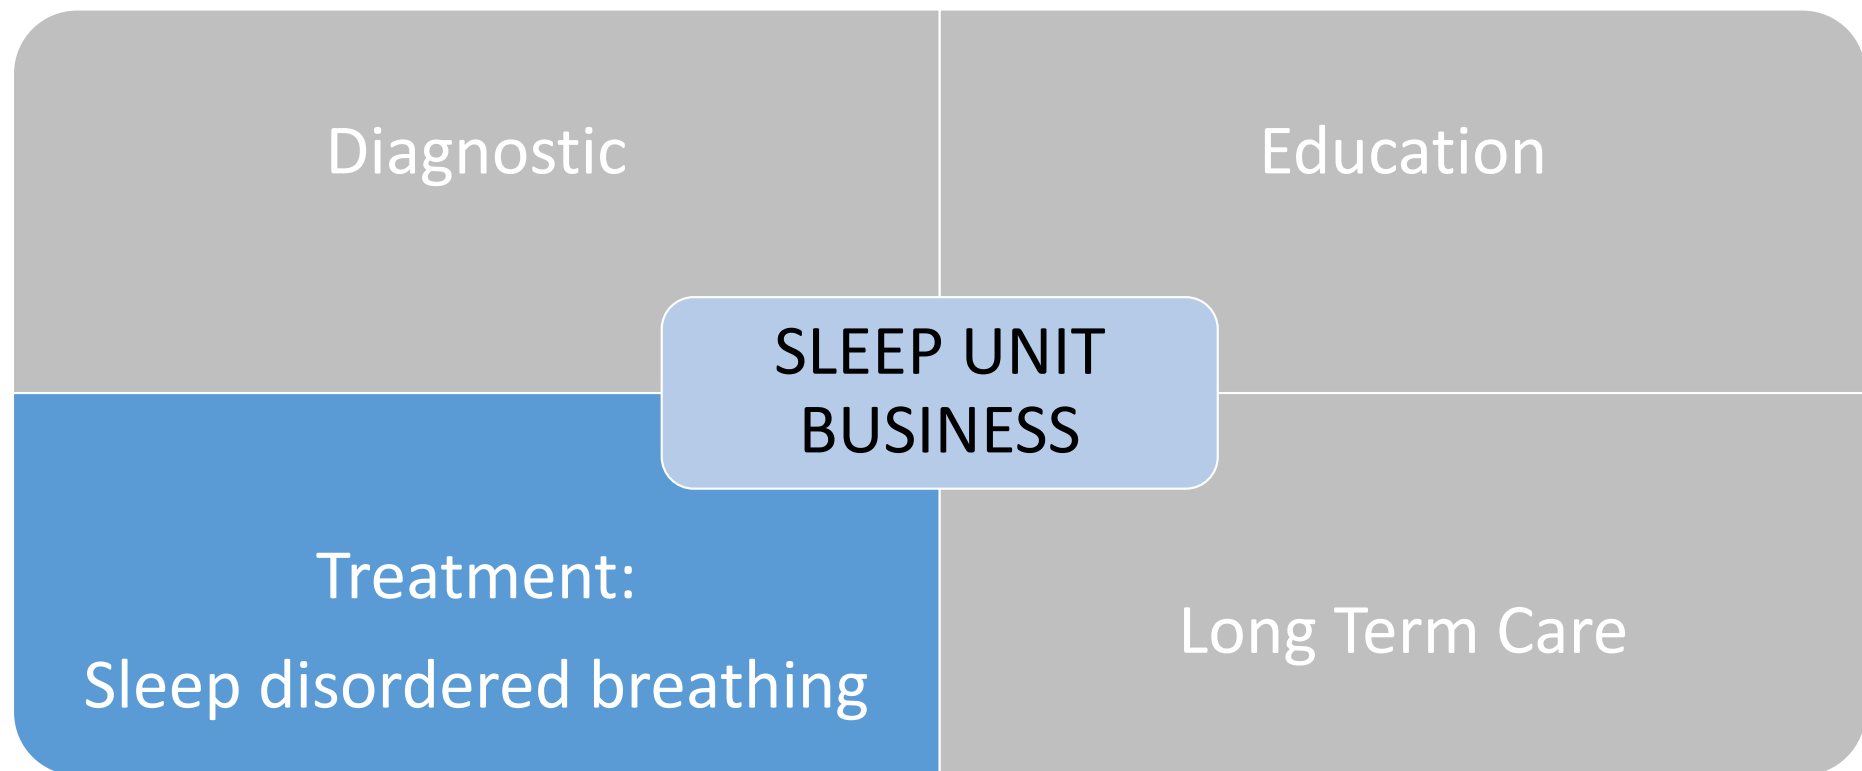 Diagnostic
Education
SLEEP UNIT
BUSINESS
Treatment:
Sleep disordered breathing
Long Term Care